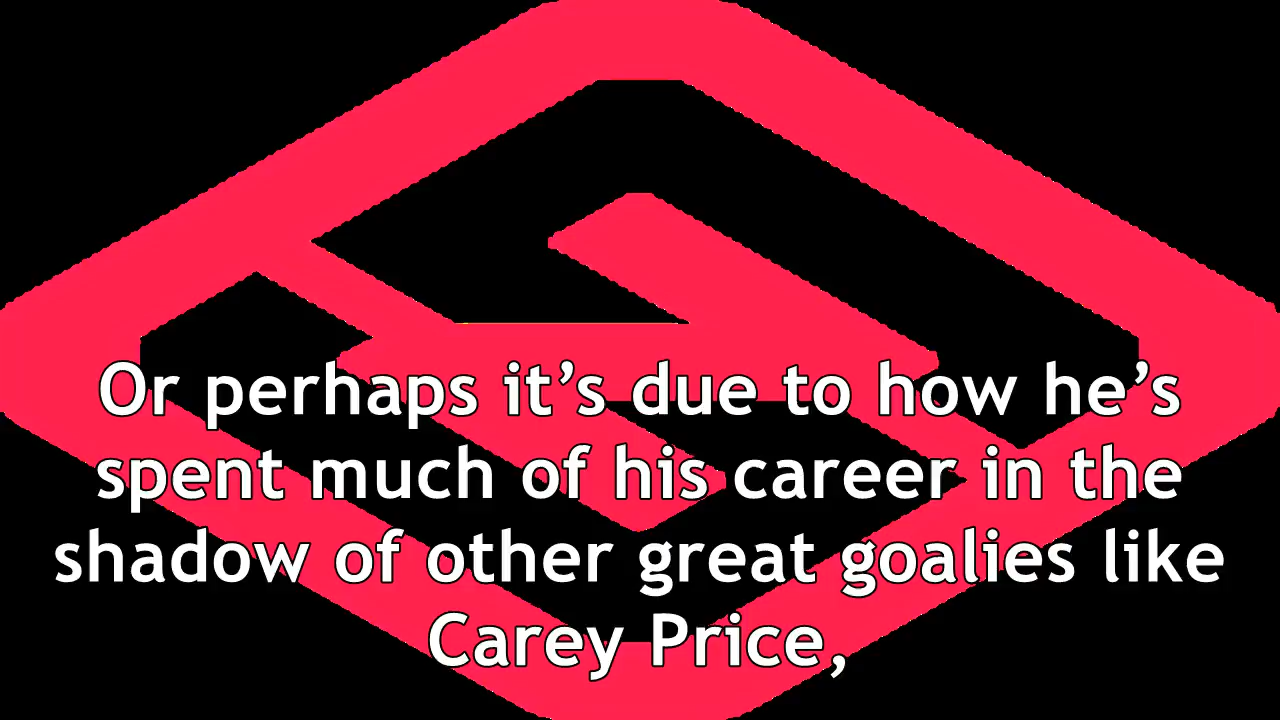 Or perhaps it’s due to how he’s
spent much of his career in the
shadow of other great goalies like
Carey Price,